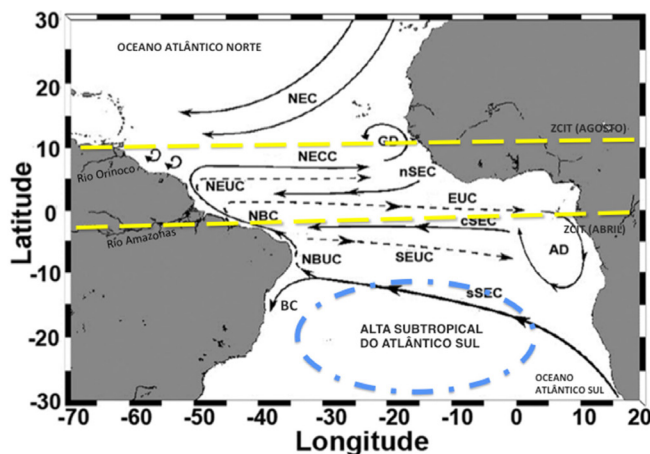 30
20
10
0
-10
-20
-30
Latitude
-70 -60 -50 -40 -30 -20 -10 0 10 20
Longitude
OCEANO ATLÂNTICO NORTE
NEC
ZCIT (AGOSTO)
GD
Rio Orinoco
NECC
nSEC
NEUC
EUC
NBC
cSEC
Rio Amazonas
ZCIT (ABRIL)
NBUC
SEUC
AD
BC
sSEC
ALTA SUBTROPICAL
DO ATLÂNTICO SUL
OCEANO
ATLÂNTICO SUL